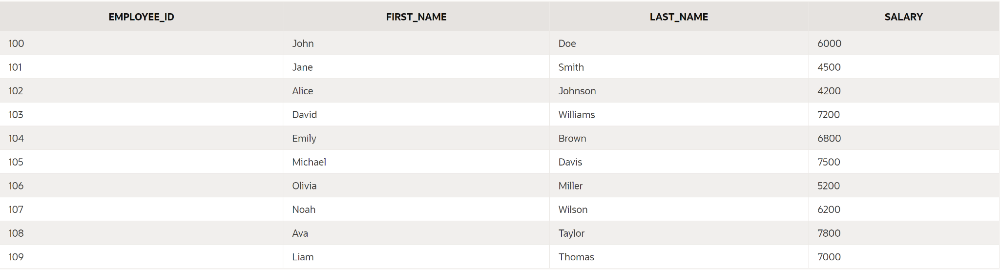 EMPLOYEE_ID FIRST_NAME LAST_NAME SALARY
100 John Doe 6000
101 Jane Smith 4500
102 Alice Johnson 4200
103 David Williams 7200
104 Emily Brown 6800
105 Michael Davis 7500
106 Olivia Miller 5200
107 Noah Wilson 6200
108 Ava Taylor 7800
109 Liam Thomas 7000